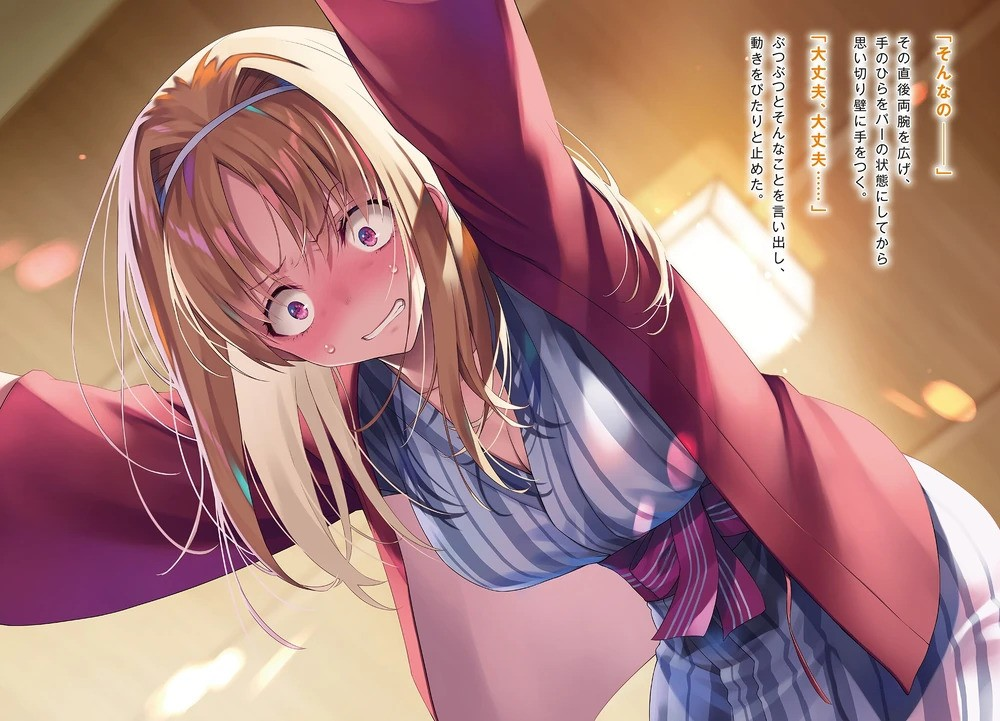 「そんなの――」
その直後両腕を広げ、
手のひらをパーの状態にしてから
思い切り壁に手をつく。
「大丈夫、大丈夫……」
ぶつぶつとそんなことを言い出し、
動きをぴたりと止めた。